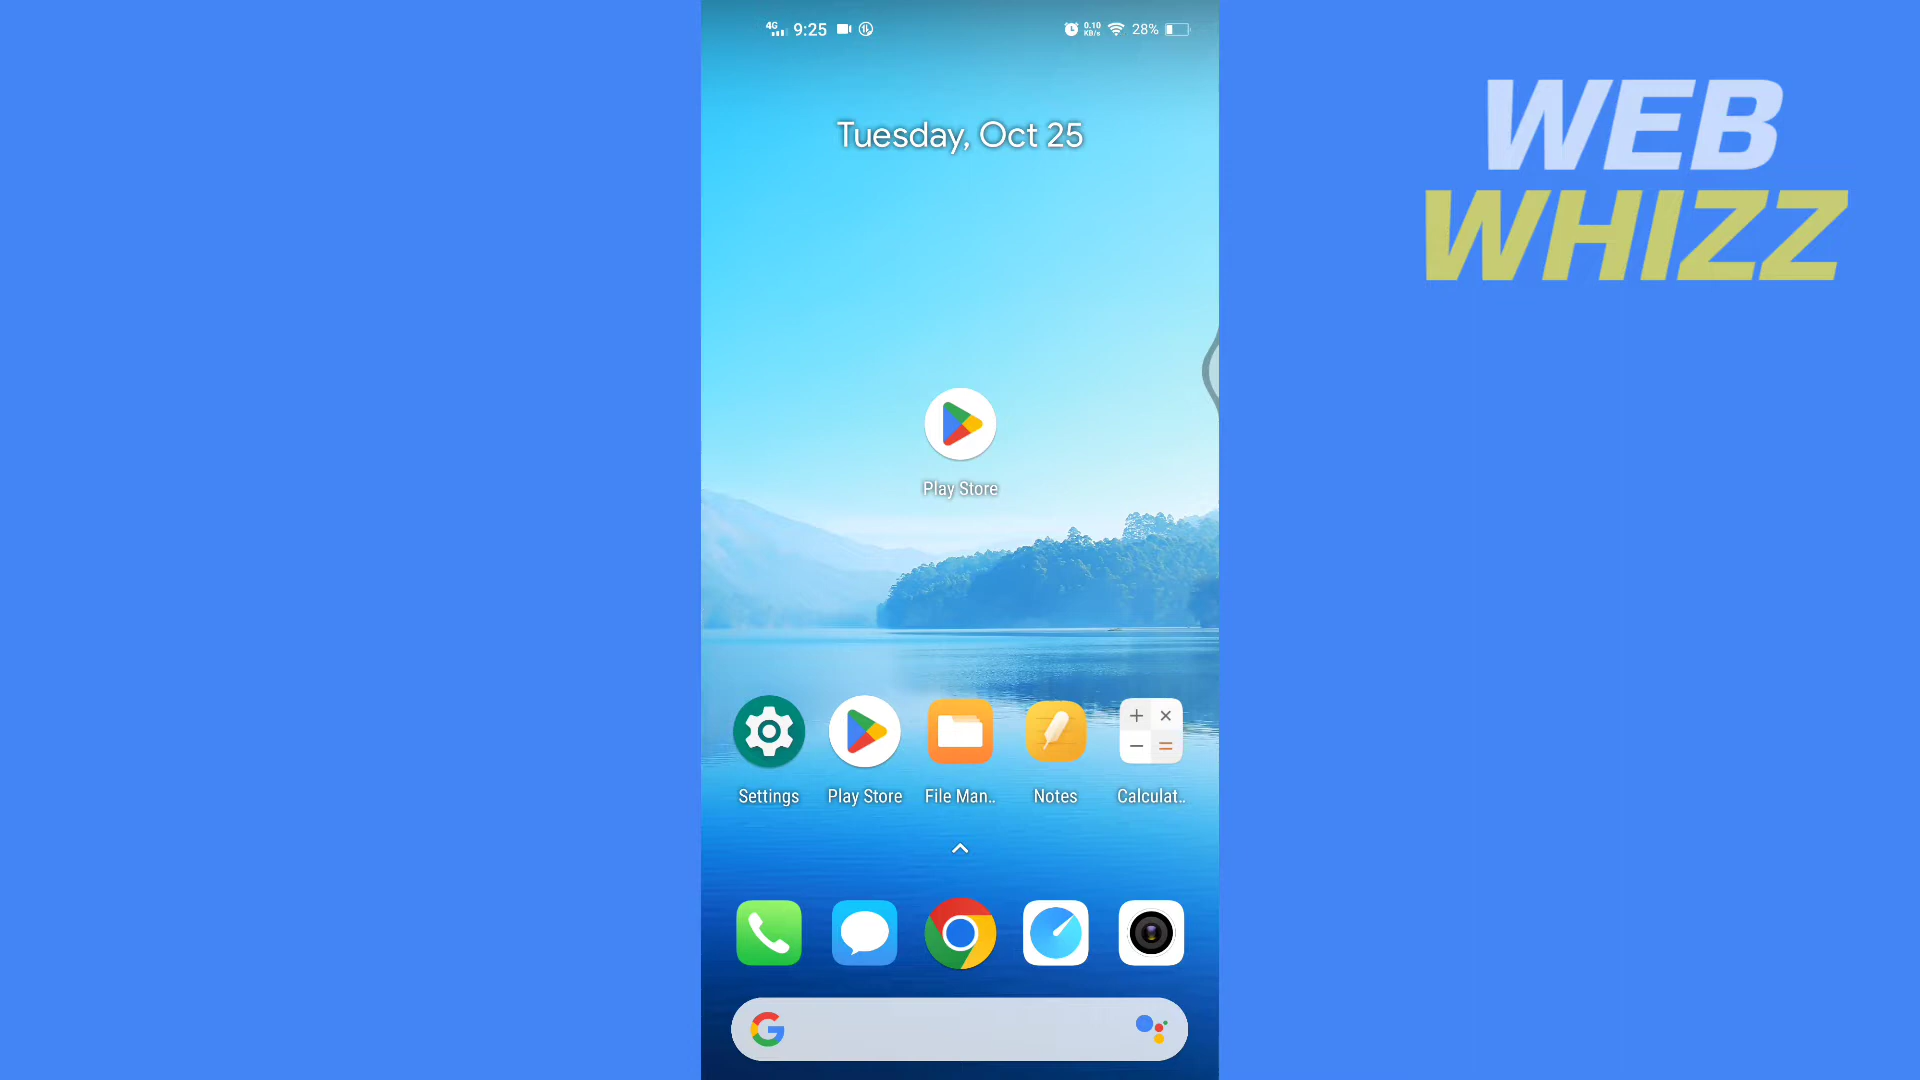 4G 9:25 0.10 KB/s 28%
WEB
WHIZZ
Tuesday, Oct 25
Play Store
Settings Play Store File Man.. Notes Calculat..